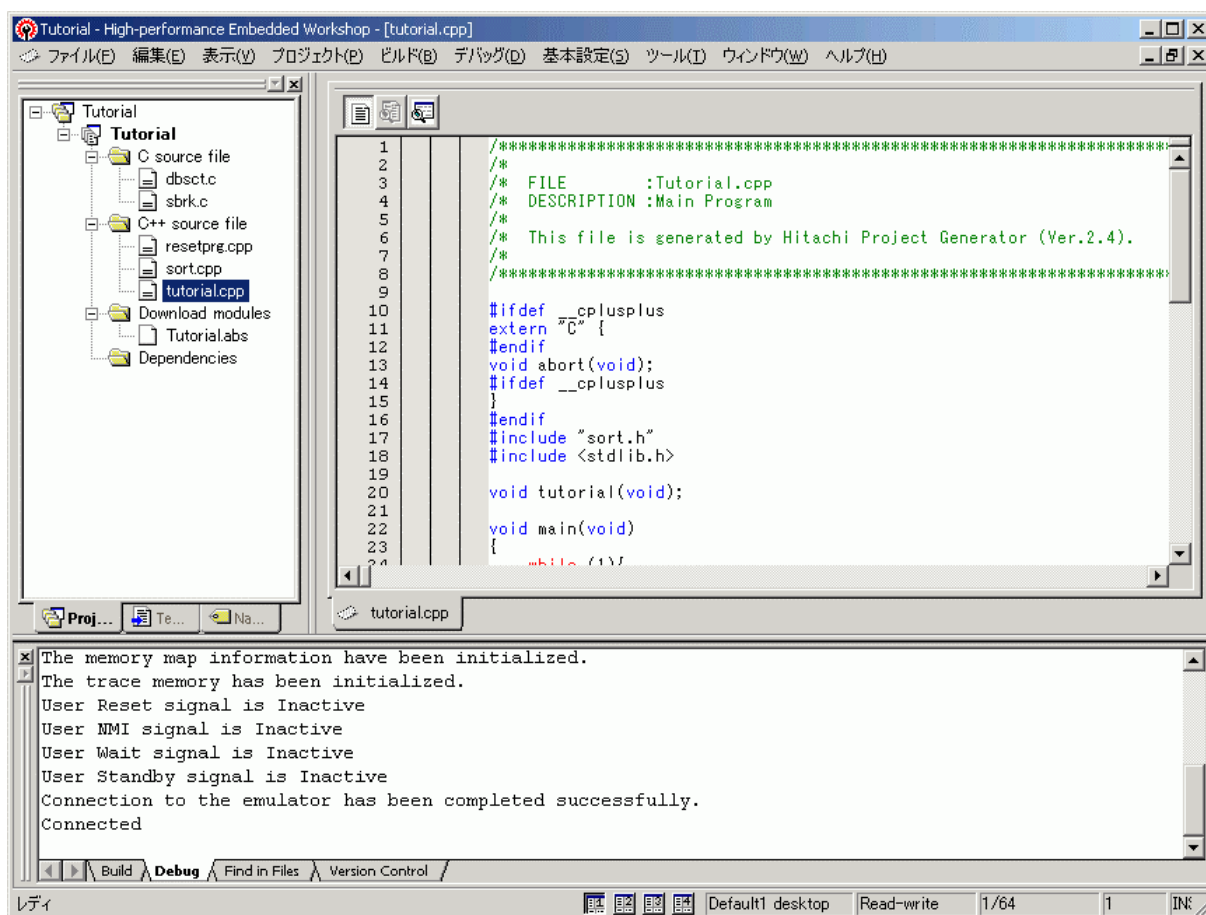 Tutorial - High-performance Embedded Workshop - [tutorial.cpp]
ファイル(F) 編集(E) 表示(V) プロジェクト(P) ビルド(B) デバッグ(D) 基本設定(S) ツール(T) ウィンドウ(W) ヘルプ(H)
Tutorial
Tutorial
C source file
dbsct.c
sbrk.c
C++ source file
resetprg.cpp
sort.cpp
tutorial.cpp
Download modules
Tutorial.abs
Dependencies
Proj... Te... Na...
1 /***********************************************************************
2 /*
3 /* FILE :Tutorial.cpp
4 /* DESCRIPTION :Main Program
5 /*
6 /* This file is generated by Hitachi Project Generator (Ver.2.4).
7 /*
8 /***********************************************************************
9
10 #ifdef __cplusplus
11 extern "C" {
12 #endif
13 void abort(void);
14 #ifdef __cplusplus
15 }
16 #endif
17 #include "sort.h"
18 #include <stdlib.h>
19
20 void tutorial(void);
21
22 void main(void)
23 {
24 while (1){
tutorial.cpp
The memory map information have been initialized.
The trace memory has been initialized.
User Reset signal is Inactive
User NMI signal is Inactive
User Wait signal is Inactive
User Standby signal is Inactive
Connection to the emulator has been completed successfully.
Connected
Build Debug Find in Files Version Control
レディ 1 2 3 4 Default1 desktop Read-write 1/64 1 INS